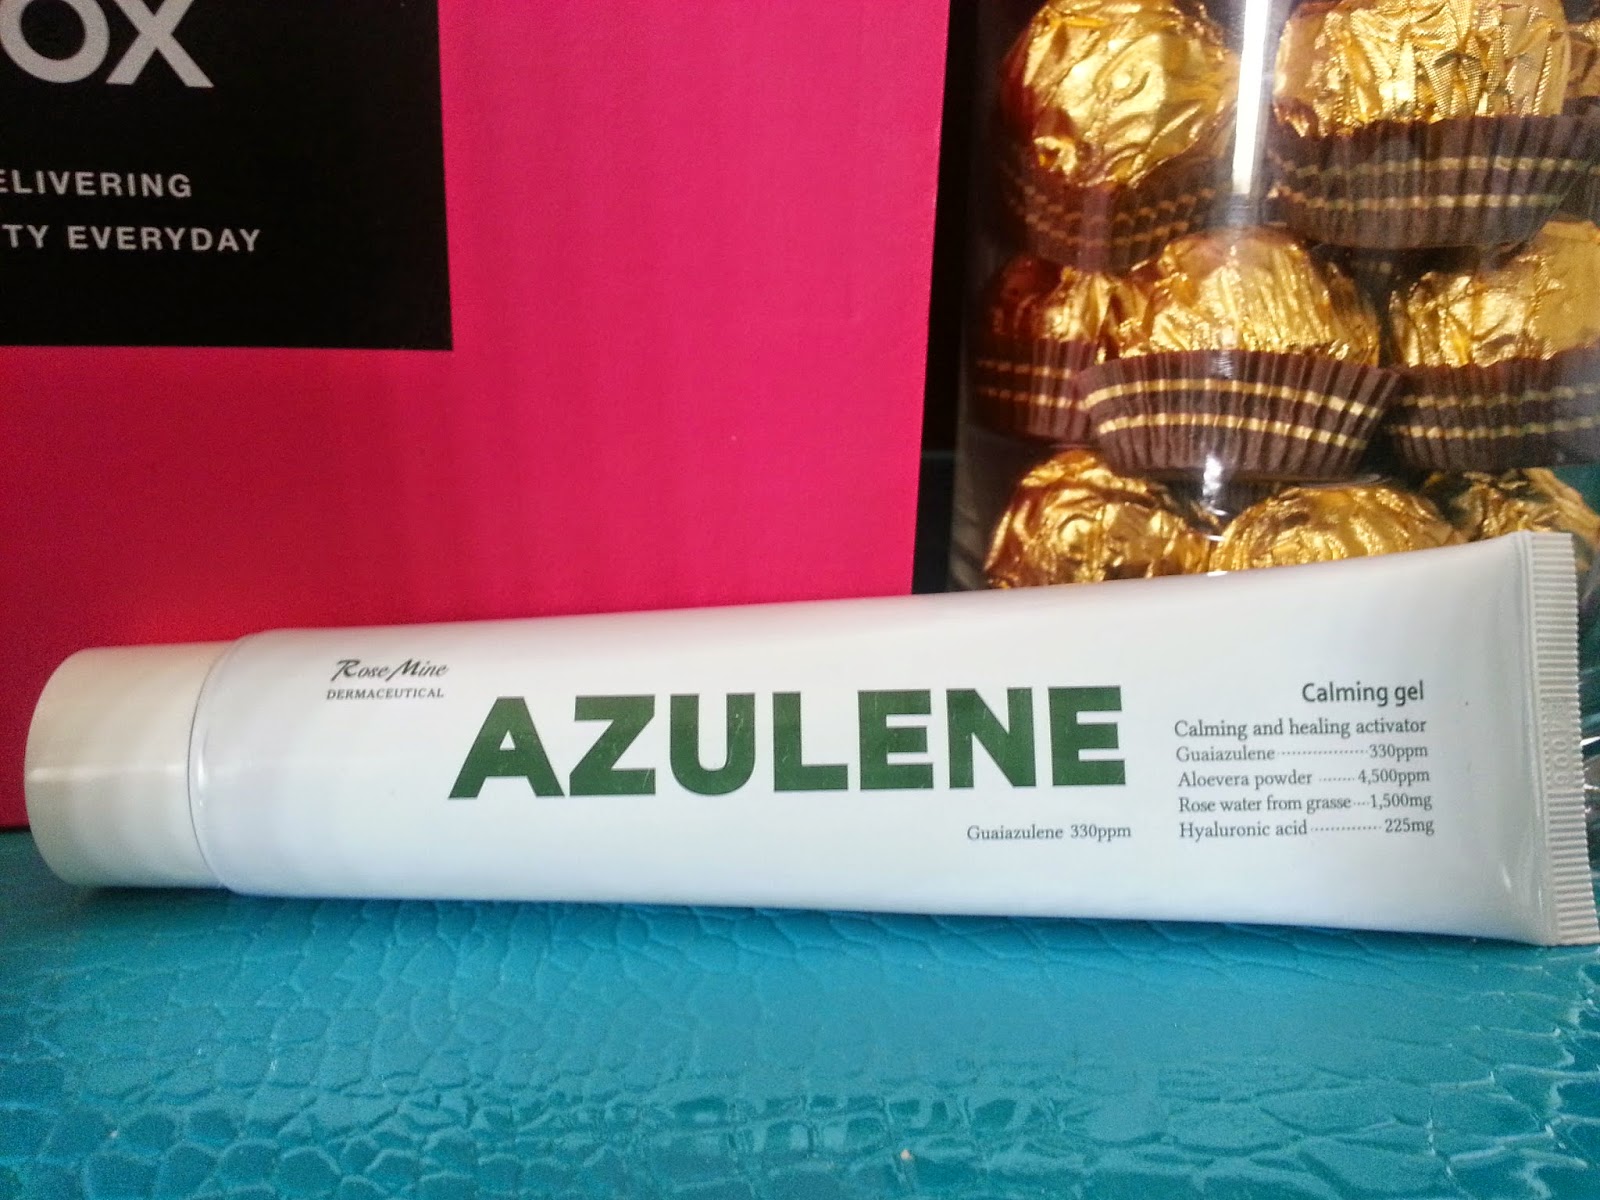 OX
ELIVERING
TY EVERYDAY
Rose Mine
DERMACEUTICAL
AZULENE
Guaiazulene 330ppm
Calming gel
Calming and healing activator
Guaiazulene ················· 330ppm
Aloevera powder ········ 4,500ppm
Rose water from grasse ··· 1,500mg
Hyaluronic acid ·············· 225mg